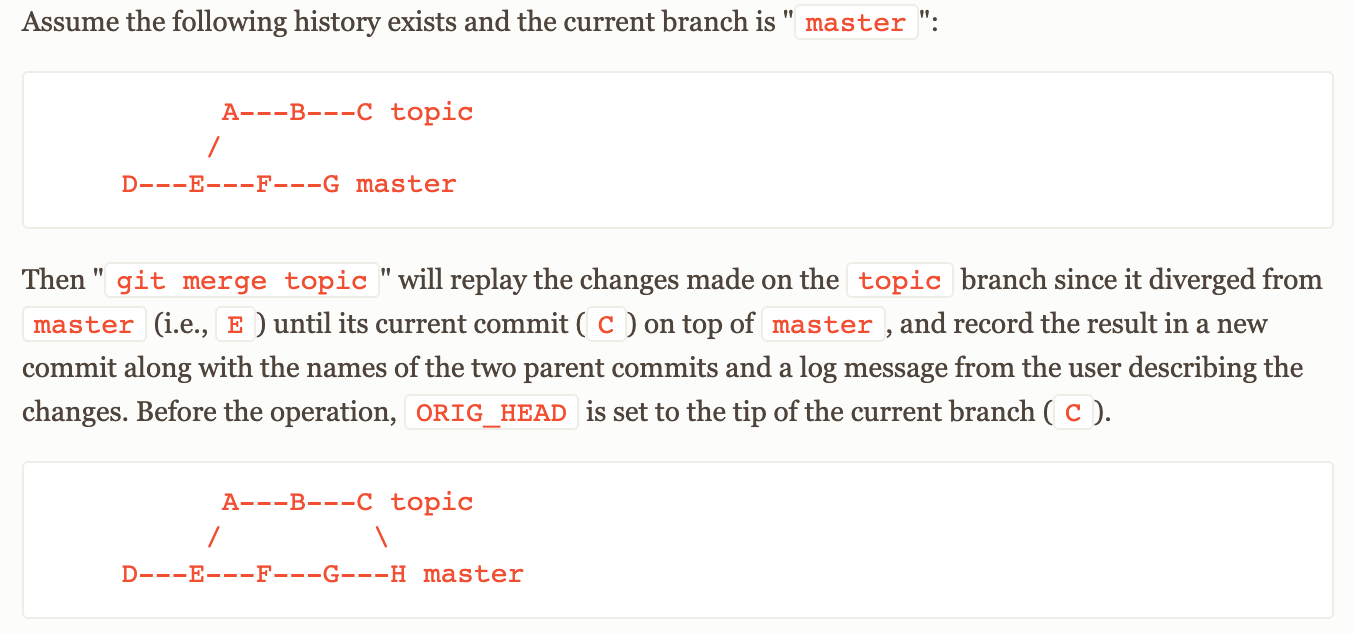 Assume the following history exists and the current branch is "master":
A---B---C topic
/
D---E---F---G master
Then "git merge topic" will replay the changes made on the topic branch since it diverged from
master (i.e., E) until its current commit (C) on top of master, and record the result in a new
commit along with the names of the two parent commits and a log message from the user describing the
changes. Before the operation, ORIG_HEAD is set to the tip of the current branch (C).
A---B---C topic
/         \
D---E---F---G---H master